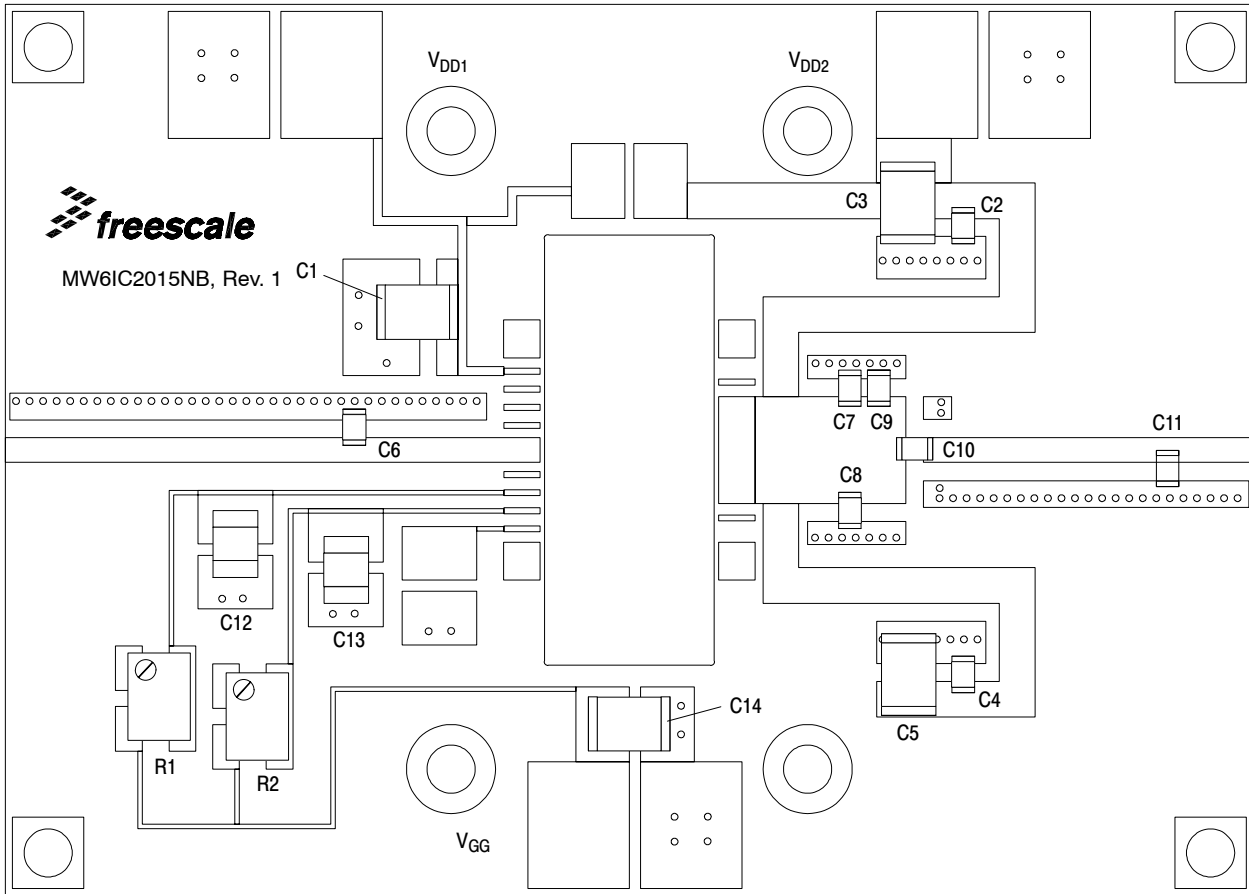 VDD1
VDD2
C3
C2
freescale
MW6IC2015NB, Rev. 1
C1
C7
C9
C11
C6
C10
C8
C12
C13
C14
C4
C5
R1
R2
VGG